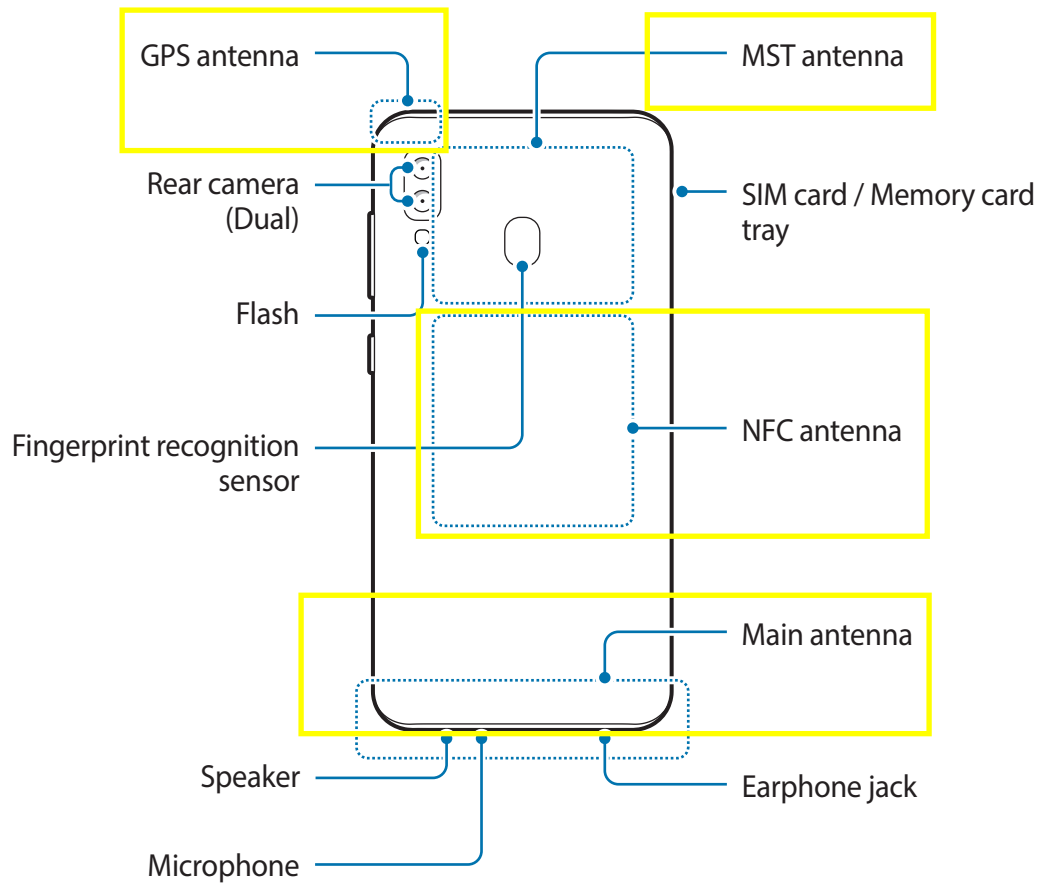 GPS antenna
MST antenna
Rear camera
(Dual)
SIM card / Memory card
tray
Flash
Fingerprint recognition
sensor
NFC antenna
Main antenna
Speaker
Earphone jack
Microphone